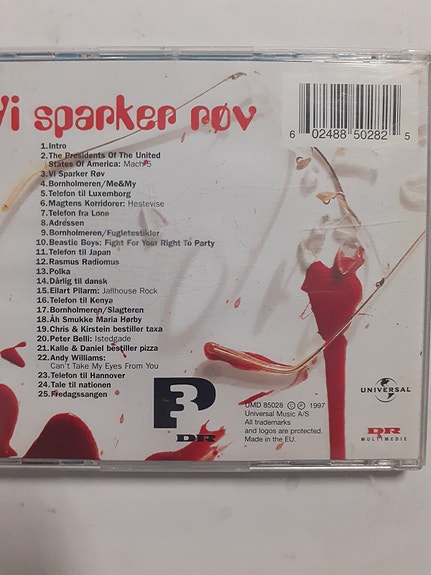 Vi sparker røv
6 02488 50282 5
1. Intro
2. The Presidents Of The United
States Of America: Mach 5
3. Vi Sparker Røv
4. Bornholmeren/Me&My
5. Telefon til Luxemborg
6. Magtens Korridorer: Hestevise
7. Telefon fra Lone
8. Adressen
9. Bornholmeren/Fugletestikler
10. Beastie Boys: Fight For Your Right To Party
11. Telefon til Japan
12. Rasmus Radiomus
13. Polka
14. Dårlig til dansk
15. Eilart Pilarm: Jailhouse Rock
16. Telefon til Kenya
17. Bornholmeren/Slagteren
18. Åh Smukke Maria Hørby
19. Chris & Kirstein bestiller taxa
20. Peter Belli: Istedgade
21. Kalle & Daniel bestiller pizza
22. Andy Williams:
Can't Take My Eyes From You
23. Telefon til Hannover
24. Tale til nationen
25. Fredagssangen
P3
DR
UMD 85028 © ℗ 1997
Universal Music A/S
All trademarks
and logos are protected.
Made in the EU.
UNIVERSAL
DR
MULTIMEDIE